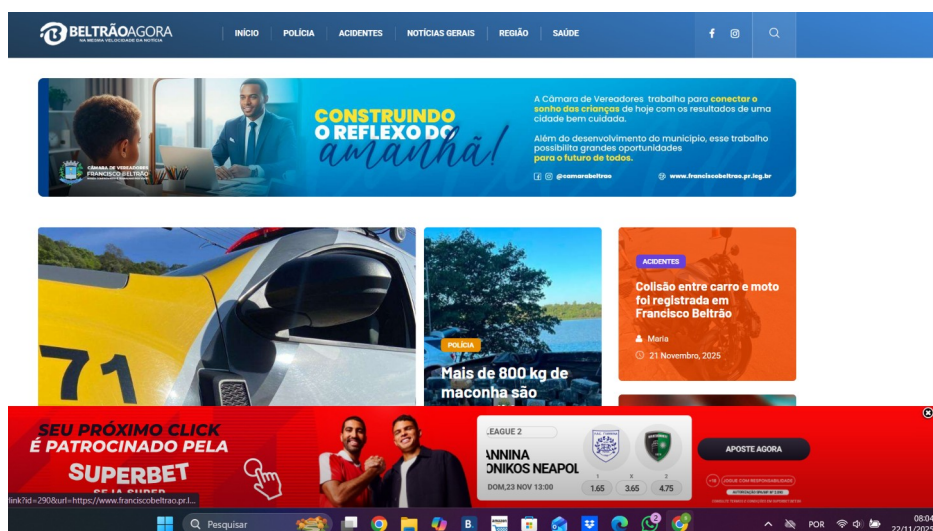 BELTRÃOAGORA
NA MESMA VELOCIDADE DA NOTÍCIA
INÍCIO POLÍCIA ACIDENTES NOTÍCIAS GERAIS REGIÃO SAÚDE
CÂMARA DE VEREADORES
FRANCISCO BELTRÃO
CONSTRUINDO
O REFLEXO DO
amanhã!
A Câmara de Vereadores trabalha para conectar o
sonho das crianças de hoje com os resultados de uma
cidade bem cuidada.
Além do desenvolvimento do município, esse trabalho
possibilita grandes oportunidades
para o futuro de todos.
@camarabeltrao www.franciscobeltrao.pr.leg.br
71
POLÍCIA
Mais de 800 kg de
maconha são
ACIDENTES
Colisão entre carro e moto
foi registrada em
Francisco Beltrão
Maria
21 Novembro, 2025
SEU PRÓXIMO CLICK
É PATROCINADO PELA
SUPERBET
SEJA SUPER
.EAGUE 2
ANNINA
ONIKOS NEAPOL
DOM,23 NOV 13:00
1 X 2
1.65 3.65 4.75
APOSTE AGORA
+18 JOGUE COM RESPONSABILIDADE
link?id=290&url=https://www.franciscobeltrao.pr.l...
Pesquisar
POR
08:04
22/11/2025